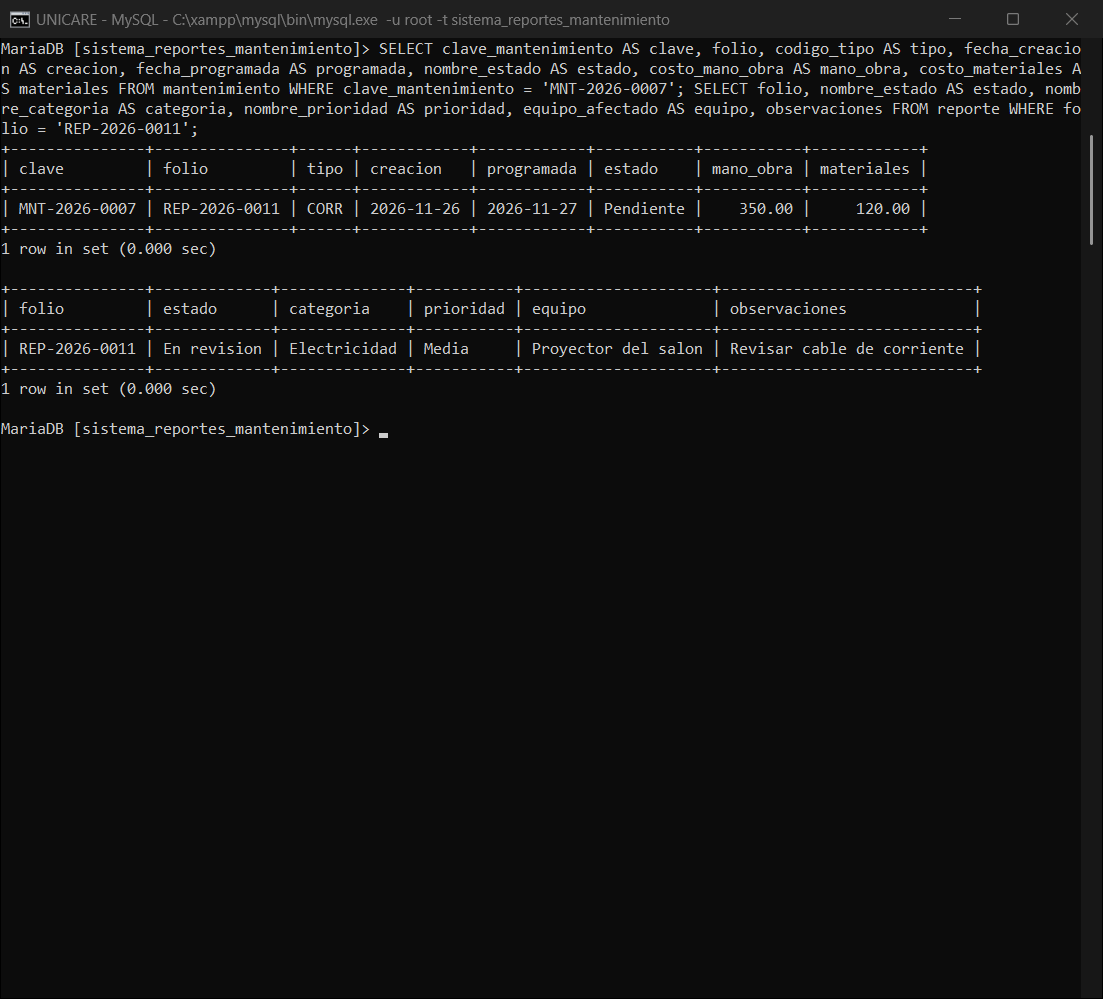 UNICARE - MySQL - C:\xampp\mysql\bin\mysql.exe  -u root -t sistema_reportes_mantenimiento
MariaDB [sistema_reportes_mantenimiento]> SELECT clave_mantenimiento AS clave, folio, codigo_tipo AS tipo, fecha_creacio
n AS creacion, fecha_programada AS programada, nombre_estado AS estado, costo_mano_obra AS mano_obra, costo_materiales A
S materiales FROM mantenimiento WHERE clave_mantenimiento = 'MNT-2026-0007'; SELECT folio, nombre_estado AS estado, nomb
re_categoria AS categoria, nombre_prioridad AS prioridad, equipo_afectado AS equipo, observaciones FROM reporte WHERE fo
lio = 'REP-2026-0011';
+---------------+---------------+------+------------+------------+-----------+-----------+------------+
| clave         | folio         | tipo | creacion   | programada | estado    | mano_obra | materiales |
+---------------+---------------+------+------------+------------+-----------+-----------+------------+
| MNT-2026-0007 | REP-2026-0011 | CORR | 2026-11-26 | 2026-11-27 | Pendiente |    350.00 |     120.00 |
+---------------+---------------+------+------------+------------+-----------+-----------+------------+
1 row in set (0.000 sec)

+---------------+-------------+--------------+-----------+---------------------+----------------------------+
| folio         | estado      | categoria    | prioridad | equipo              | observaciones              |
+---------------+-------------+--------------+-----------+---------------------+----------------------------+
| REP-2026-0011 | En revision | Electricidad | Media     | Proyector del salon | Revisar cable de corriente |
+---------------+-------------+--------------+-----------+---------------------+----------------------------+
1 row in set (0.000 sec)

MariaDB [sistema_reportes_mantenimiento]>